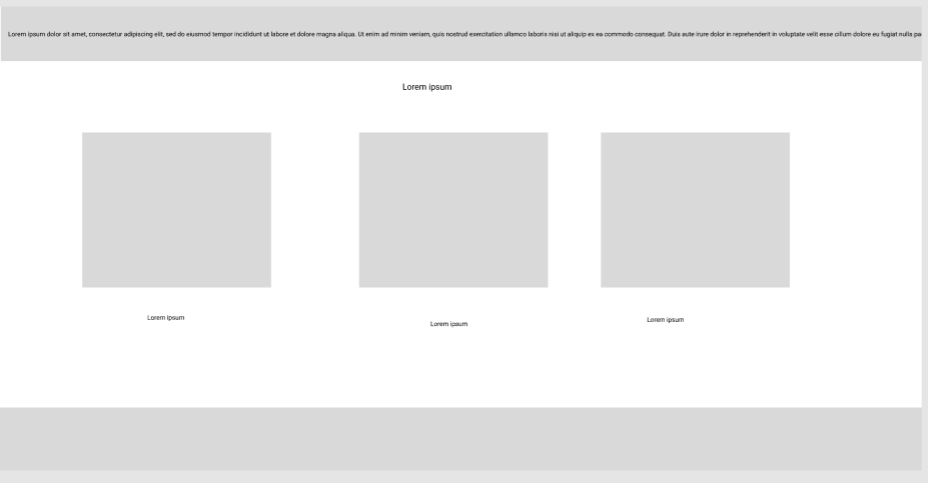 Lorem ipsum dolor sit amet, consectetur adipiscing elit, sed do eiusmod tempor incididunt ut labore et dolore magna aliqua. Ut enim ad minim veniam, quis nostrud exercitation ullamco laboris nisi ut aliquip ex ea commodo consequat. Duis aute irure dolor in reprehenderit in voluptate velit esse cillum dolore eu fugiat nulla pa
Lorem ipsum
Lorem ipsum
Lorem ipsum
Lorem ipsum